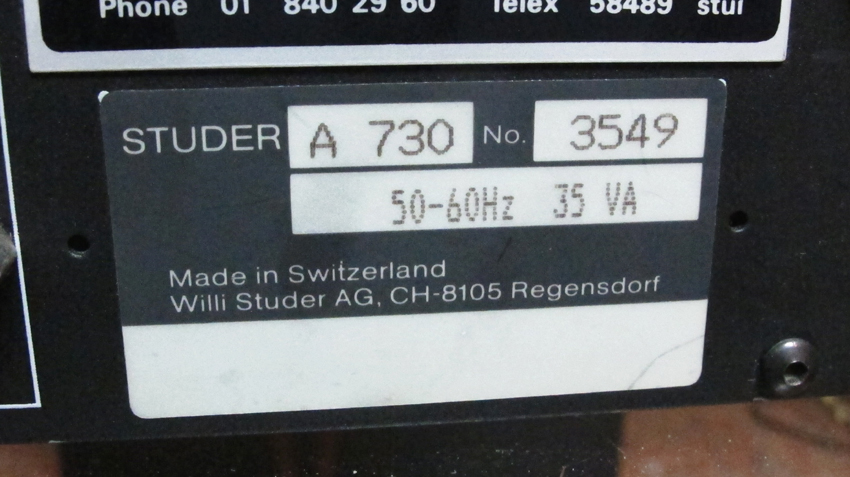 Phone 01 840 29 60 Telex 58489 stui
STUDER A 730 No. 3549
50-60Hz 35 VA
Made in Switzerland
Willi Studer AG, CH-8105 Regensdorf